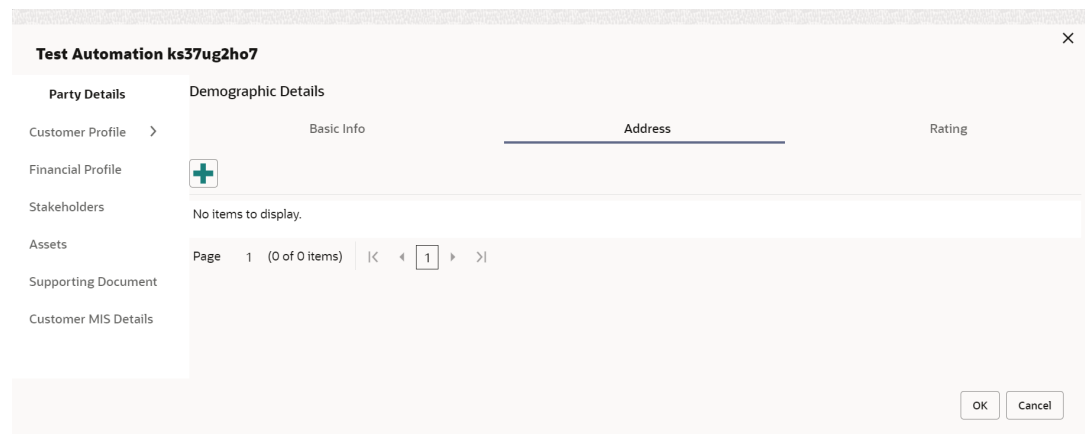 Test Automation ks37ug2ho7
Party Details
Customer Profile
Financial Profile
Stakeholders
Assets
Supporting Document
Customer MIS Details
Demographic Details
Basic Info Address Rating
No items to display.
Page 1 (0 of 0 items) 1
OK Cancel